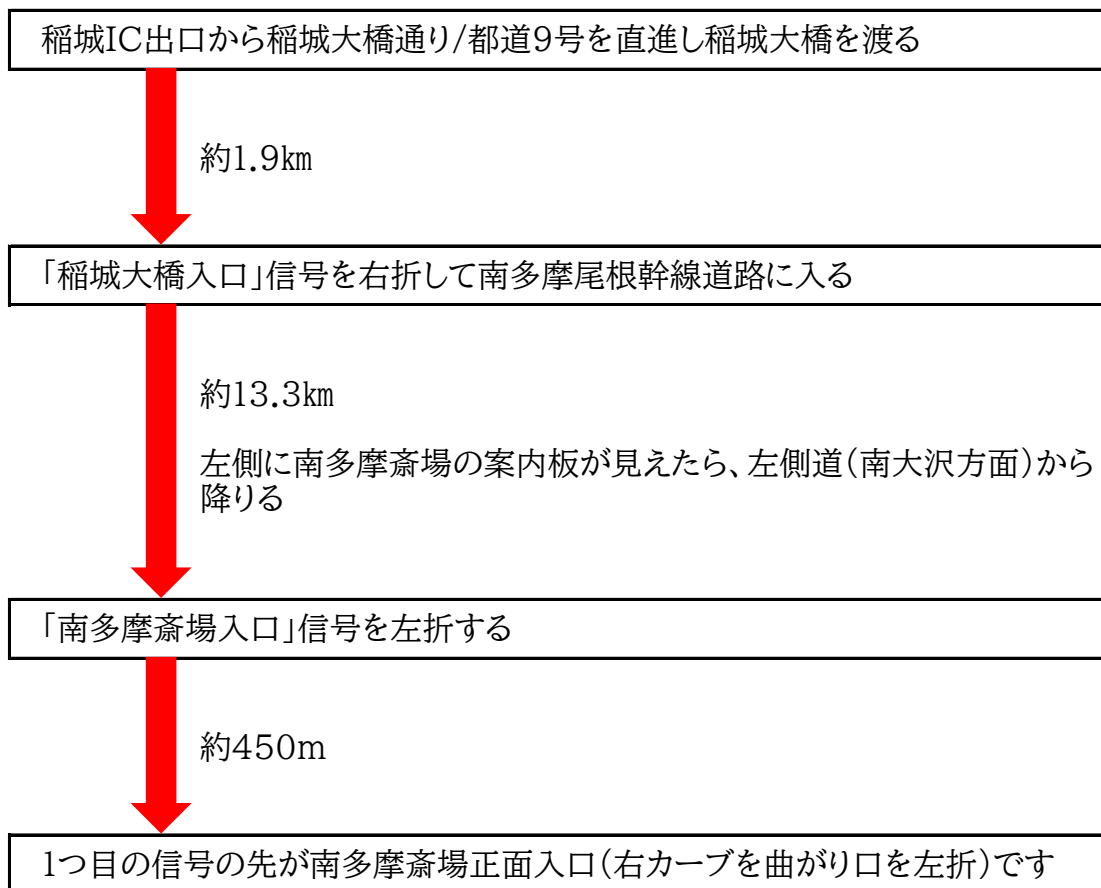 稲城IC出口から稲城大橋通り/都道9号を直進し稲城大橋を渡る
約1.9㎞
「稲城大橋入口」信号を右折して南多摩尾根幹線道路に入る
約13.3㎞
左側に南多摩斎場の案内板が見えたら、左側道(南大沢方面)から
降りる
「南多摩斎場入口」信号を左折する
約450m
1つ目の信号の先が南多摩斎場正面入口(右カーブを曲がり口を左折)です